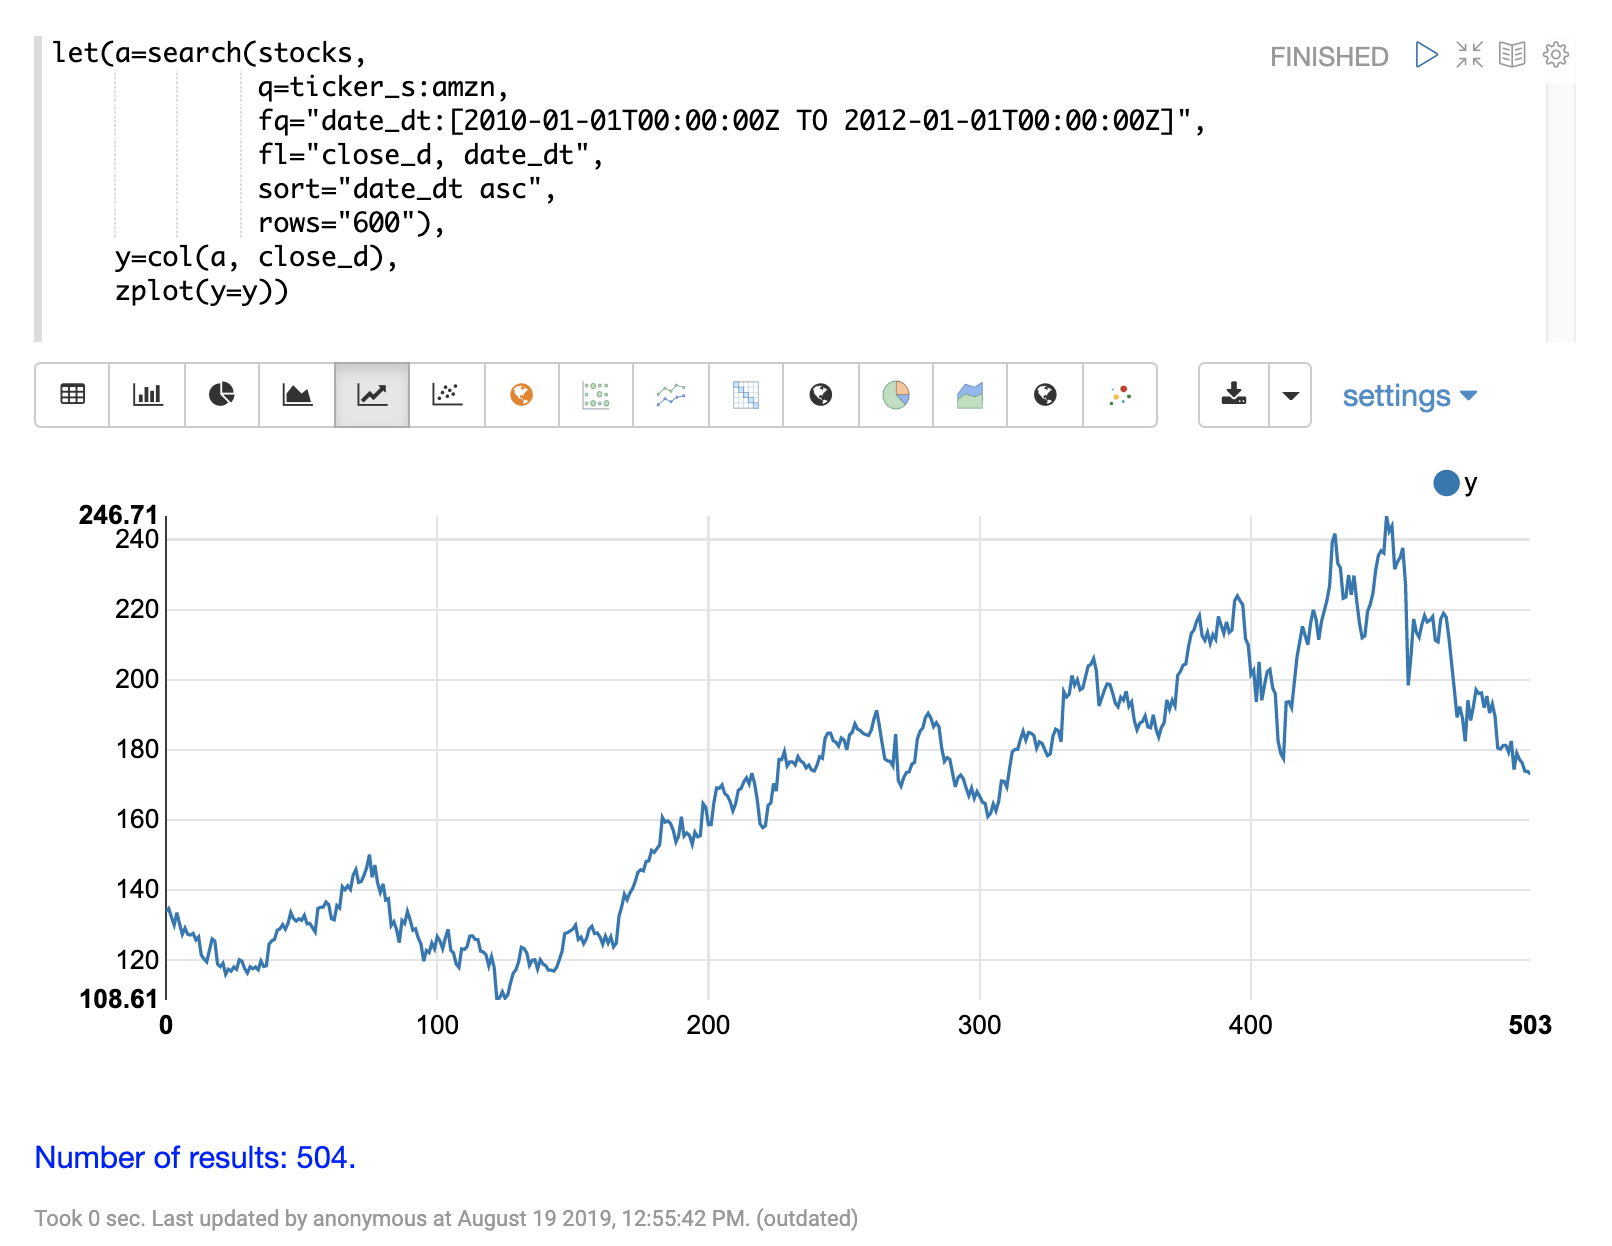 let(a=search(stocks,
q=ticker_s:amzn,
fq="date_dt:[2010-01-01T00:00:00Z TO 2012-01-01T00:00:00Z]",
fl="close_d, date_dt",
sort="date_dt asc",
rows="600"),
y=col(a, close_d),
zplot(y=y))
FINISHED
settings
y
246.71
240
220
200
180
160
140
120
108.61
0 100 200 300 400 503
Number of results: 504.
Took 0 sec. Last updated by anonymous at August 19 2019, 12:55:42 PM. (outdated)